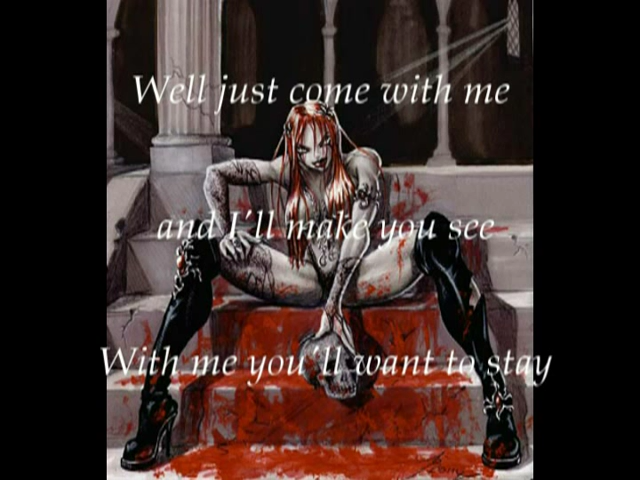 Well just come with me
and I'll make you see
With me you'll want to stay